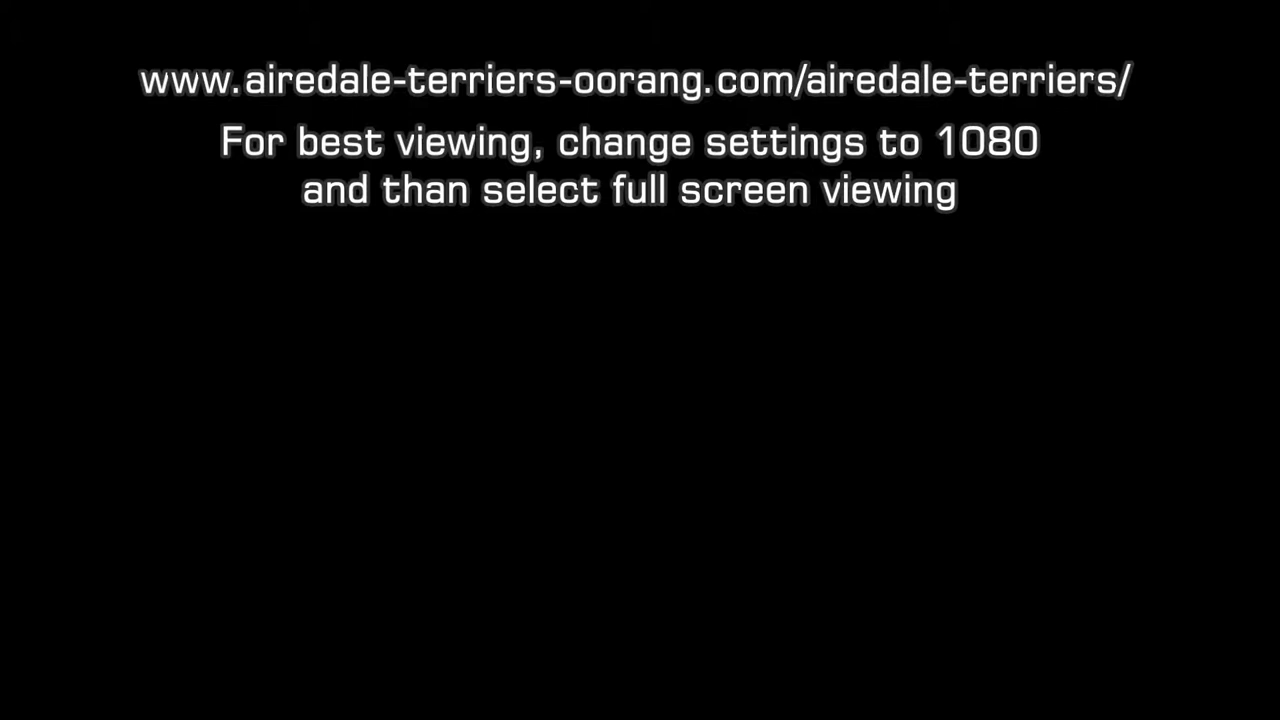 www.airedale-terriers-oorang.com/airedale-terriers/
For best viewing, change settings to 1080
and than select full screen viewing